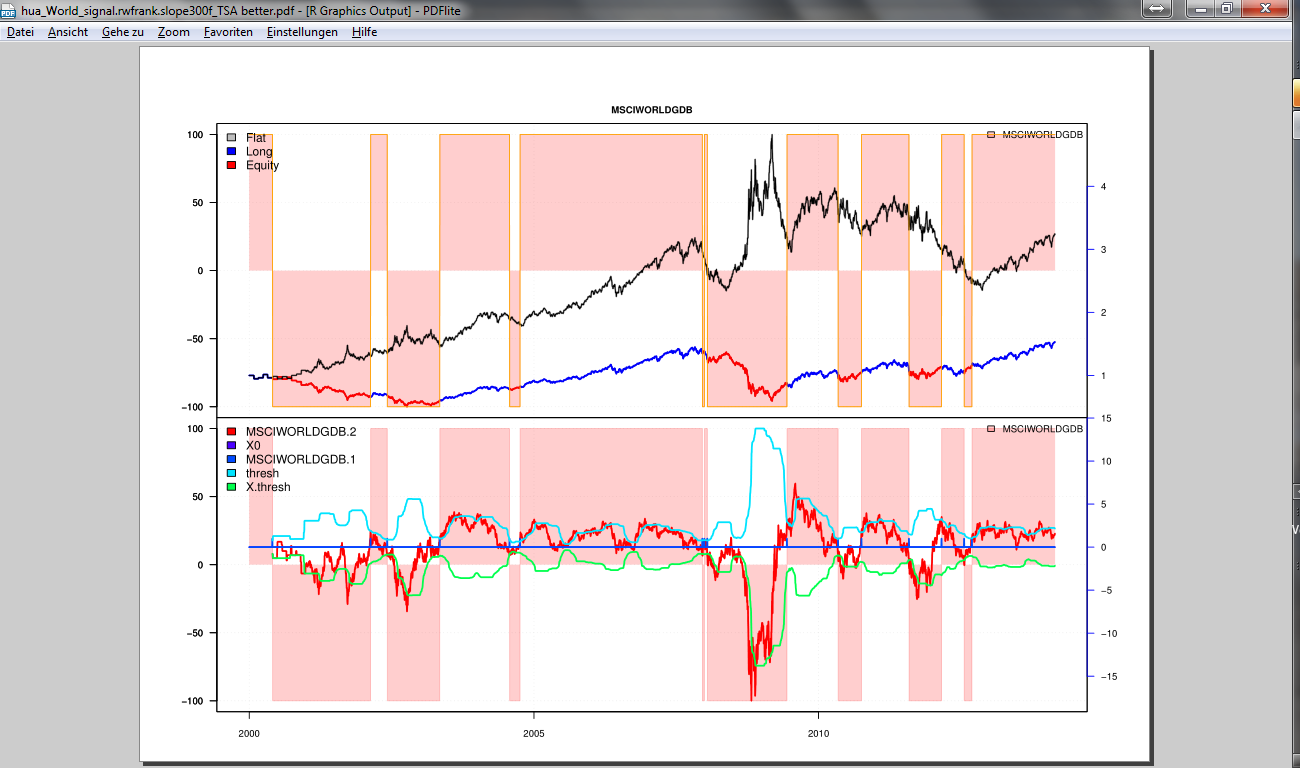 hua_World_signal.rwfrank.slope300f_TSA better.pdf - [R Graphics Output] - PDFlite
Datei Ansicht Gehe zu Zoom Favoriten Einstellungen Hilfe
MSCIWORLDGDB
100
50
0
−50
−100
Flat
Long
Equity
MSCIWORLDGDB
4
3
2
1
100
50
0
−50
−100
MSCIWORLDGDB.2
X0
MSCIWORLDGDB.1
thresh
X.thresh
MSCIWORLDGDB
15
10
5
0
−5
−10
−15
2000 2005 2010